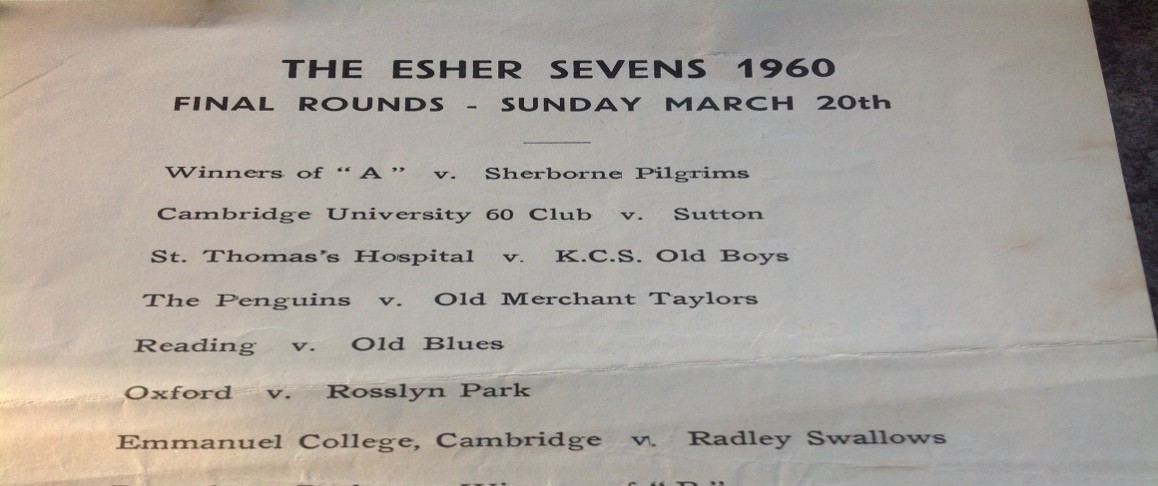 THE ESHER SEVENS 1960
FINAL ROUNDS - SUNDAY MARCH 20th
Winners of “ A ” v. Sherborne Pilgrims
Cambridge University 60 Club v. Sutton
St. Thomas’s Hospital v. K.C.S. Old Boys
The Penguins v. Old Merchant Taylors
Reading v. Old Blues
Oxford v. Rosslyn Park
Emmanuel College, Cambridge v. Radley Swallows